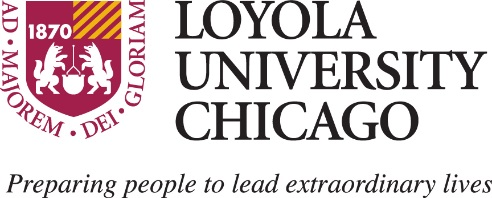 1870
AD • MAJOREM • DEI • GLORIAM
LOYOLA
UNIVERSITY
CHICAGO
Preparing people to lead extraordinary lives